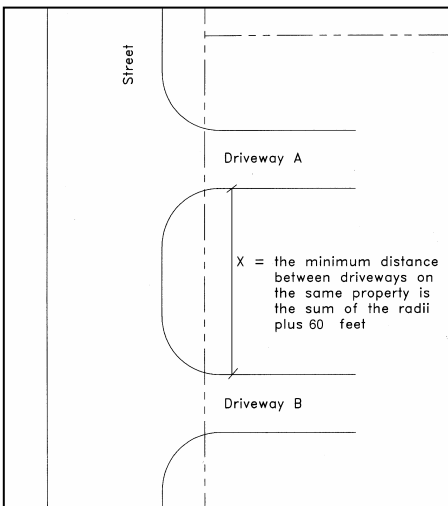 Street
Driveway A
X = the minimum distance
between driveways on
the same property is
the sum of the radii
plus 60 feet
Driveway B